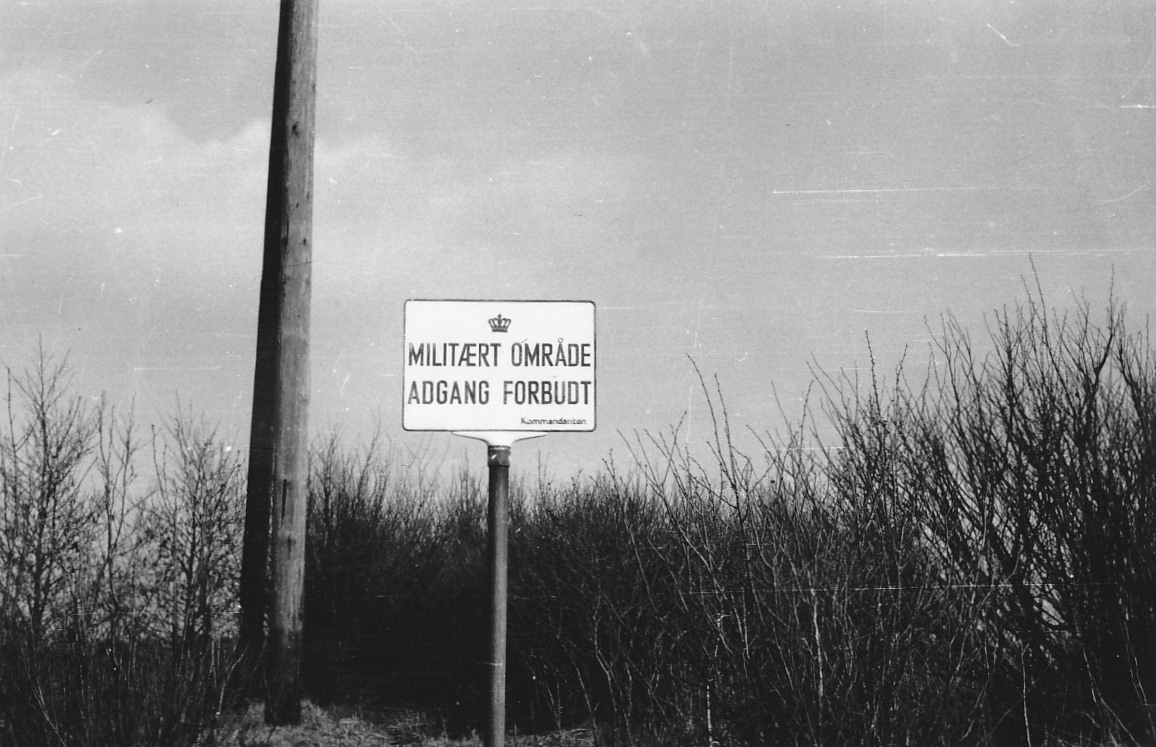 MILITÆRT OMRÅDE
ADGANG FORBUDT
Kommandanten